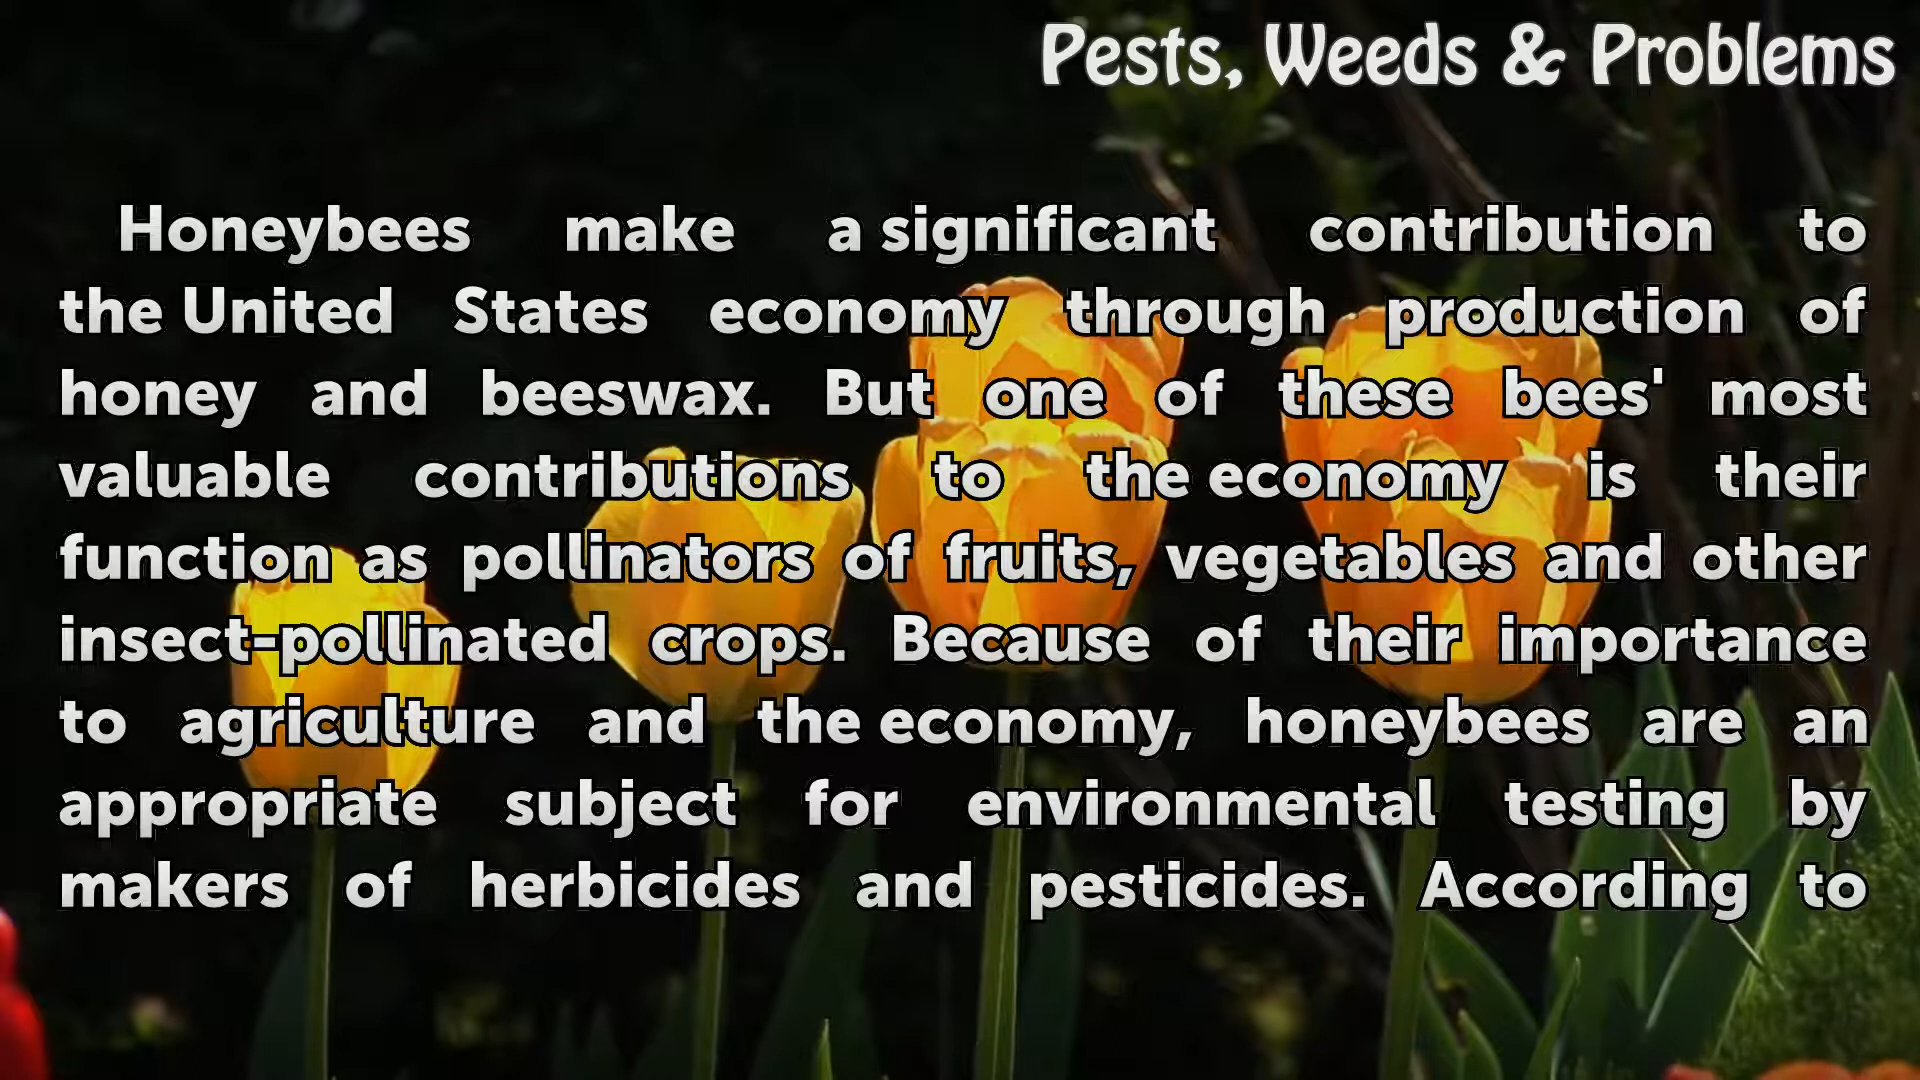 Pests, Weeds & Problems
Honeybees make a significant contribution to
the United States economy through production of
honey and beeswax. But one of these bees' most
valuable contributions to the economy is their
function as pollinators of fruits, vegetables and other
insect-pollinated crops. Because of their importance
to agriculture and the economy, honeybees are an
appropriate subject for environmental testing by
makers of herbicides and pesticides. According to